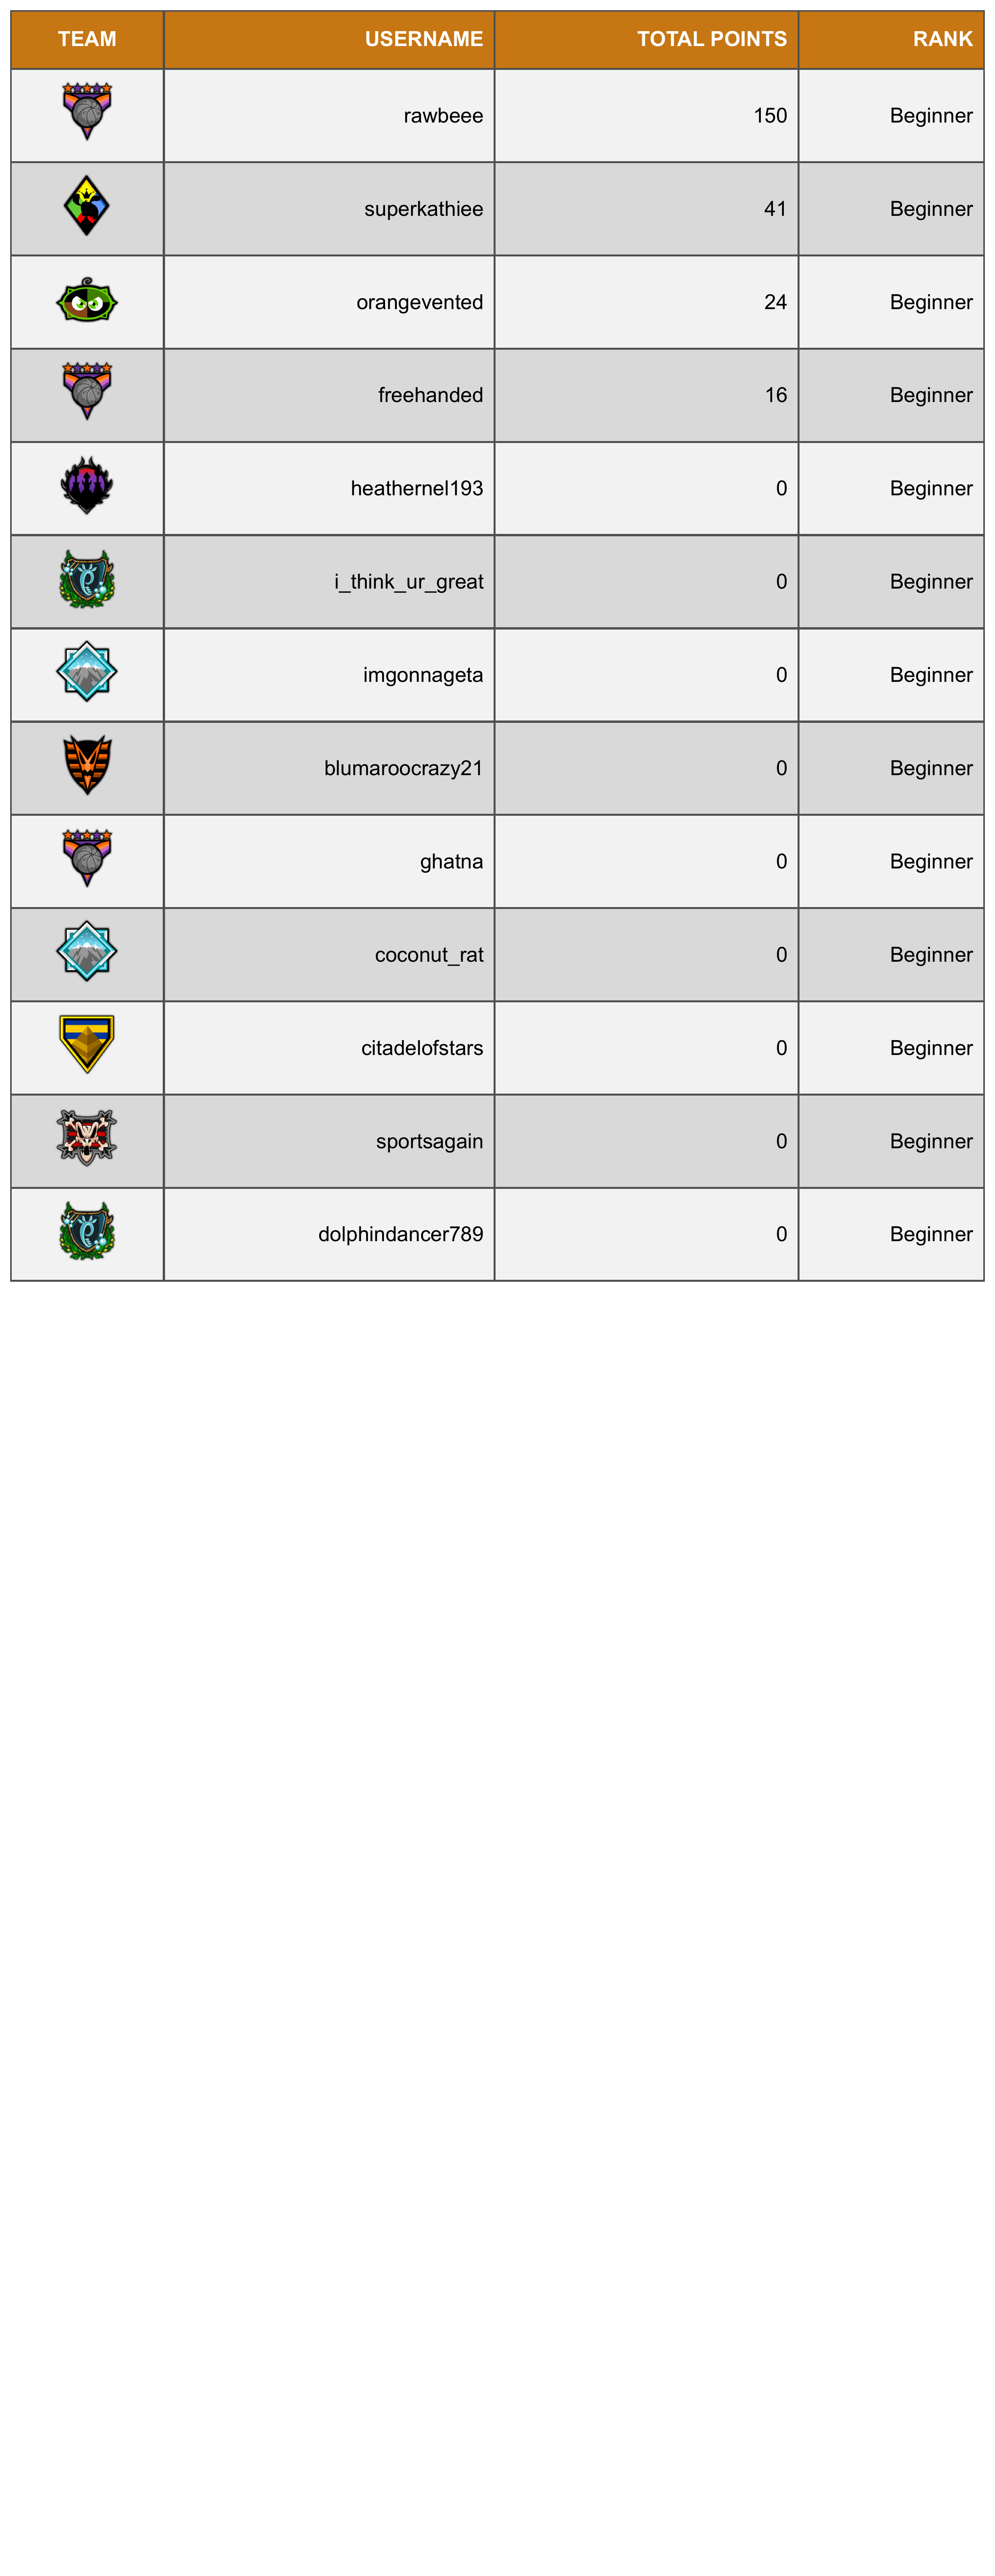 TEAM USERNAME TOTAL POINTS RANK
rawbeee 150 Beginner
superkathiee 41 Beginner
orangevented 24 Beginner
freehanded 16 Beginner
heathernel193 0 Beginner
i_think_ur_great 0 Beginner
imgonnageta 0 Beginner
blumaroocrazy21 0 Beginner
ghatna 0 Beginner
coconut_rat 0 Beginner
citadelofstars 0 Beginner
sportsagain 0 Beginner
dolphindancer789 0 Beginner